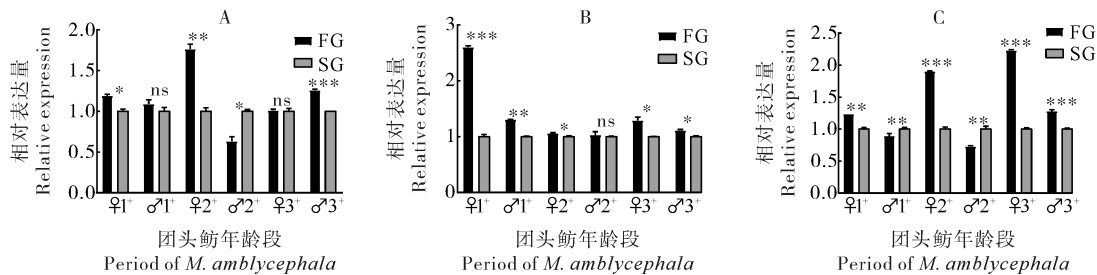 A
相对表达量
Relative expression
2.0
1.5
1.0
0.5
0.0
FG
SG
*
ns
**
*
ns
***
♀1⁺ ♂1⁺ ♀2⁺ ♂2⁺ ♀3⁺ ♂3⁺
团头鲂年龄段
Period of M. amblycephala
B
相对表达量
Relative expression
3
2
1
0
FG
SG
***
**
*
ns
*
*
♀1⁺ ♂1⁺ ♀2⁺ ♂2⁺ ♀3⁺ ♂3⁺
团头鲂年龄段
Period of M. amblycephala
C
相对表达量
Relative expression
2.5
2.0
1.5
1.0
0.5
0.0
FG
SG
**
**
***
**
***
***
♀1⁺ ♂1⁺ ♀2⁺ ♂2⁺ ♀3⁺ ♂3⁺
团头鲂年龄段
Period of M. amblycephala